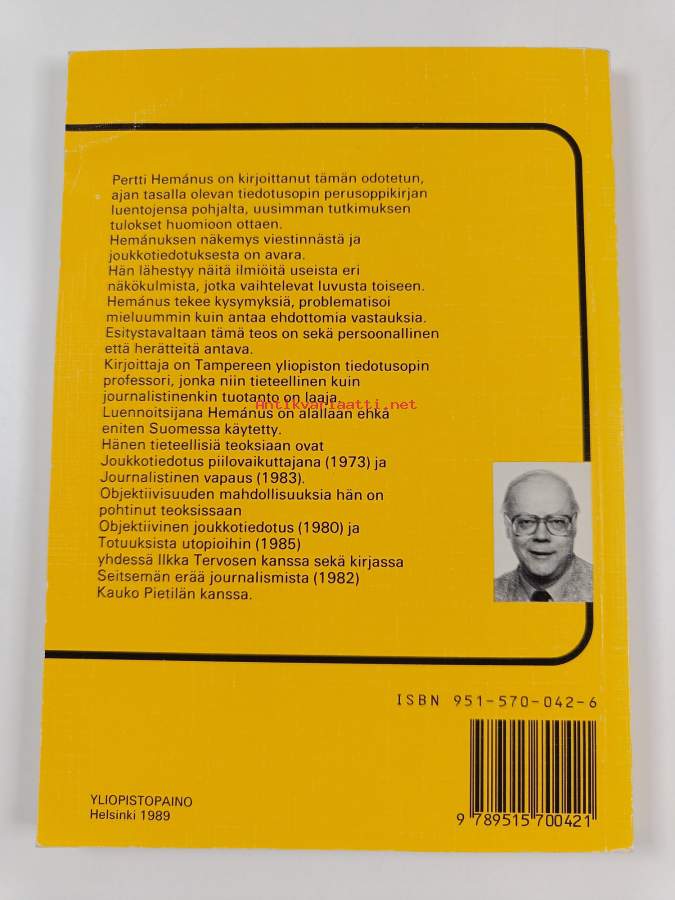 Pertti Hemánus on kirjoittanut tämän odotetun,
ajan tasalla olevan tiedotusopin perusoppikirjan
luentojensa pohjalta, uusimman tutkimuksen
tulokset huomioon ottaen.
Hemánuksen näkemys viestinnästä ja
joukkotiedotuksesta on avara.
Hän lähestyy näitä ilmiöitä useista eri
näkökulmista, jotka vaihtelevat luvusta toiseen.
Hemánus tekee kysymyksiä, problematisoi
mieluummin kuin antaa ehdottomia vastauksia.
Esitystavaltaan tämä teos on sekä persoonallinen
että herätteitä antava.
Kirjoittaja on Tampereen yliopiston tiedotusopin
professori, jonka niin tieteellinen kuin
journalistinenkin tuotanto on laaja.
Antikvariaatti.net
Luennoitsijana Hemánus on alallaan ehkä
eniten Suomessa käytetty.
Hänen tieteellisiä teoksiaan ovat
Joukkotiedotus piilovaikuttajana (1973) ja
Journalistinen vapaus (1983).
Objektiivisuuden mahdollisuuksia hän on
pohtinut teoksissaan
Objektiivinen joukkotiedotus (1980) ja
Totuuksista utopioihin (1985)
yhdessä Ilkka Tervosen kanssa sekä kirjassa
Seitsemän erää journalismista (1982)
Kauko Pietilän kanssa.
ISBN 951-570-042-6
9 789515 700421
YLIOPISTOPAINO
Helsinki 1989